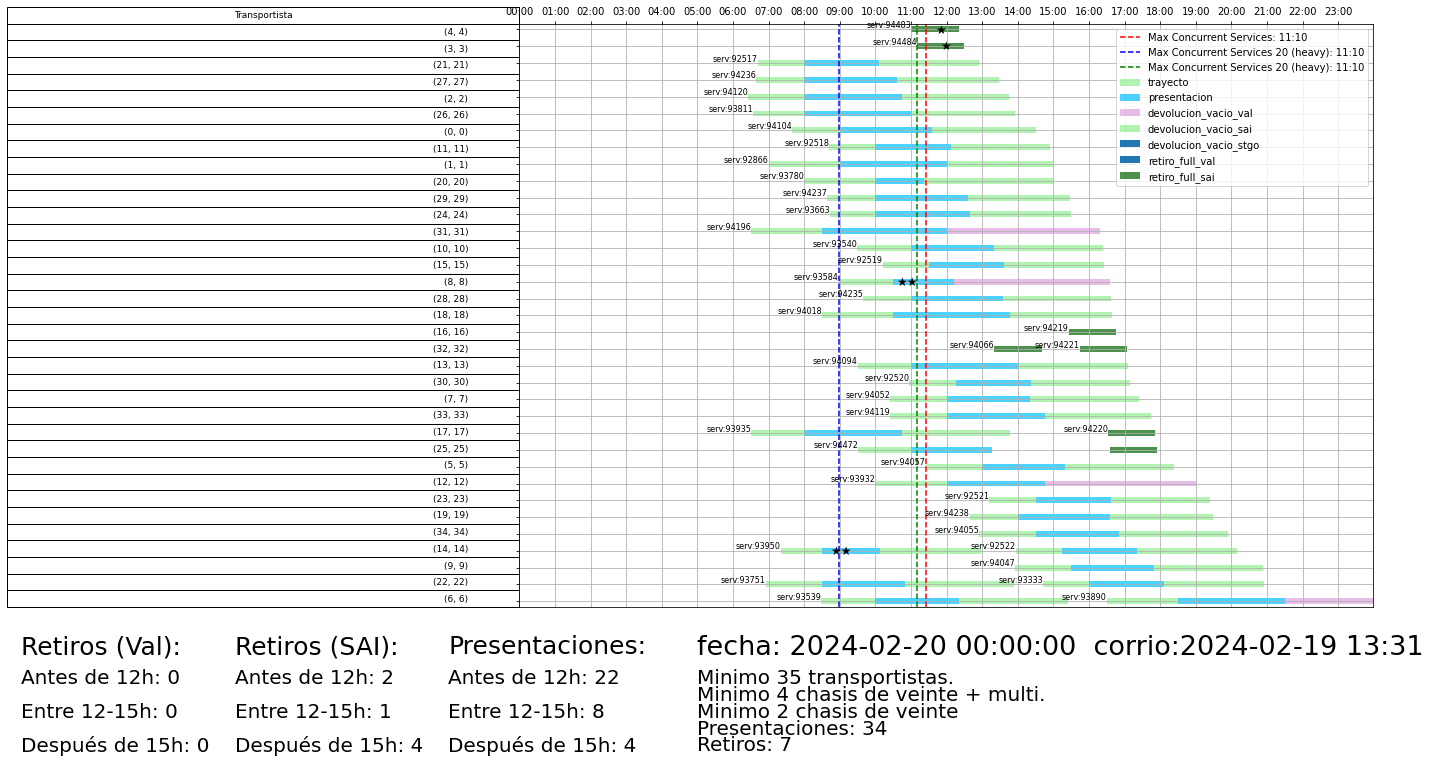 Transportista
00:00 01:00 02:00 03:00 04:00 05:00 06:00 07:00 08:00 09:00 10:00 11:00 12:00 13:00 14:00 15:00 16:00 17:00 18:00 19:00 20:00 21:00 22:00 23:00
(4, 4) serv:94483
(3, 3) serv:94484
(21, 21) serv:92517
(27, 27) serv:94236
(2, 2) serv:94120
(26, 26) serv:93811
(0, 0) serv:94104
(11, 11) serv:92518
(1, 1) serv:92866
(20, 20) serv:93780
(29, 29) serv:94237
(24, 24) serv:93663
(31, 31) serv:94196
(10, 10) serv:93540
(15, 15) serv:92519
(8, 8) serv:93584
(28, 28) serv:94235
(18, 18) serv:94018
(16, 16) serv:94219
(32, 32) serv:94066 serv:94221
(13, 13) serv:94094
(30, 30) serv:92520
(7, 7) serv:94052
(33, 33) serv:94119
(17, 17) serv:93935 serv:94220
(25, 25) serv:94472
(5, 5) serv:94057
(12, 12) serv:93932
(23, 23) serv:92521
(19, 19) serv:94238
(34, 34) serv:94055
(14, 14) serv:93950 serv:92522
(9, 9) serv:94047
(22, 22) serv:93751 serv:93333
(6, 6) serv:93539 serv:93890
Max Concurrent Services: 11:10
Max Concurrent Services 20 (heavy): 11:10
Max Concurrent Services 20 (heavy): 11:10
trayecto
presentacion
devolucion_vacio_val
devolucion_vacio_sai
devolucion_vacio_stgo
retiro_full_val
retiro_full_sai
Retiros (Val):
Antes de 12h: 0
Entre 12-15h: 0
Después de 15h: 0
Retiros (SAI):
Antes de 12h: 2
Entre 12-15h: 1
Después de 15h: 4
Presentaciones:
Antes de 12h: 22
Entre 12-15h: 8
Después de 15h: 4
fecha: 2024-02-20 00:00:00 corrio:2024-02-19 13:31
Minimo 35 transportistas.
Minimo 4 chasis de veinte + multi.
Minimo 2 chasis de veinte
Presentaciones: 34
Retiros: 7